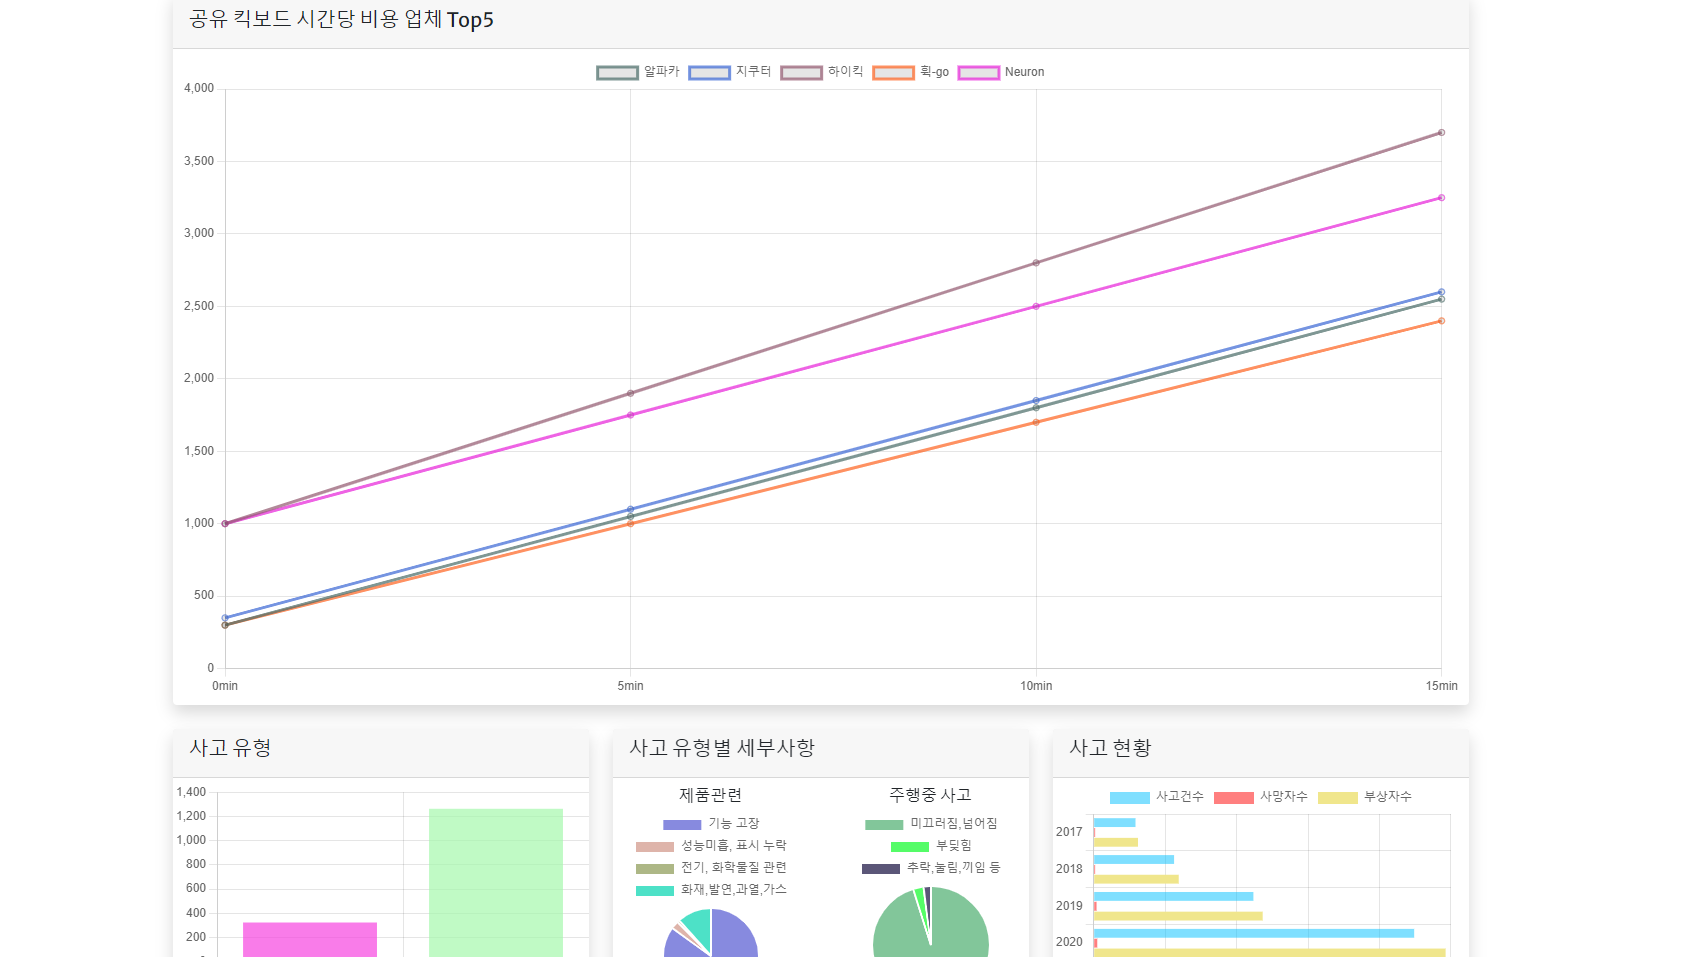 공유 킥보드 시간당 비용 업체 Top5
알파카 지쿠터 하이킥 휙-go Neuron
4,000
3,500
3,000
2,500
2,000
1,500
1,000
500
0
0min 5min 10min 15min
사고 유형
1,400
1,200
1,000
800
600
400
200
사고 유형별 세부사항
제품관련
기능 고장
성능미흡, 표시 누락
전기, 화학물질 관련
화재,발연,과열,가스
주행중 사고
미끄러짐,넘어짐
부딪힘
추락,눌림,끼임 등
사고 현황
사고건수 사망자수 부상자수
2017
2018
2019
2020